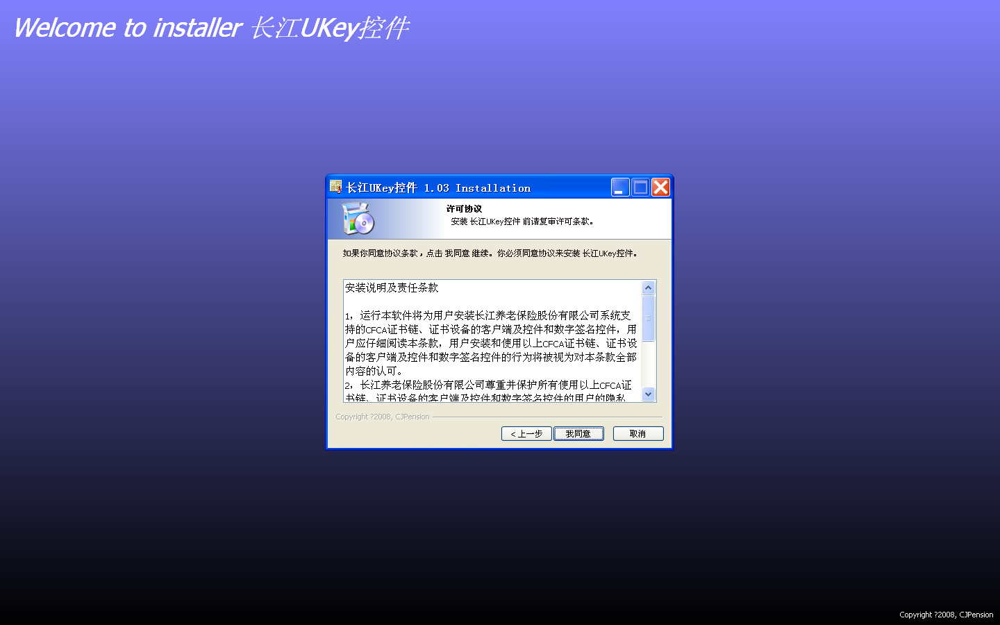 Welcome to installer 长江UKey控件
长江UKey控件 1.03 Installation
许可协议
安装 长江UKey控件 前请复审许可条款。
如果你同意协议条款，点击 我同意 继续。你必须同意协议来安装 长江UKey控件。
安装说明及责任条款
1，运行本软件将为用户安装长江养老保险股份有限公司系统支
持的CFCA证书链、证书设备的客户端及控件和数字签名控件，用
户应仔细阅读本条款，用户安装和使用以上CFCA证书链、证书设
备的客户端及控件和数字签名控件的行为将被视为对本条款全部
内容的认可。
2，长江养老保险股份有限公司尊重并保护所有使用以上CFCA证
书链、证书设备的客户端及控件和数字签名控件的用户的隐私
Copyright ?2008, CJPension
< 上一步
我同意
取消
Copyright ?2008, CJPension